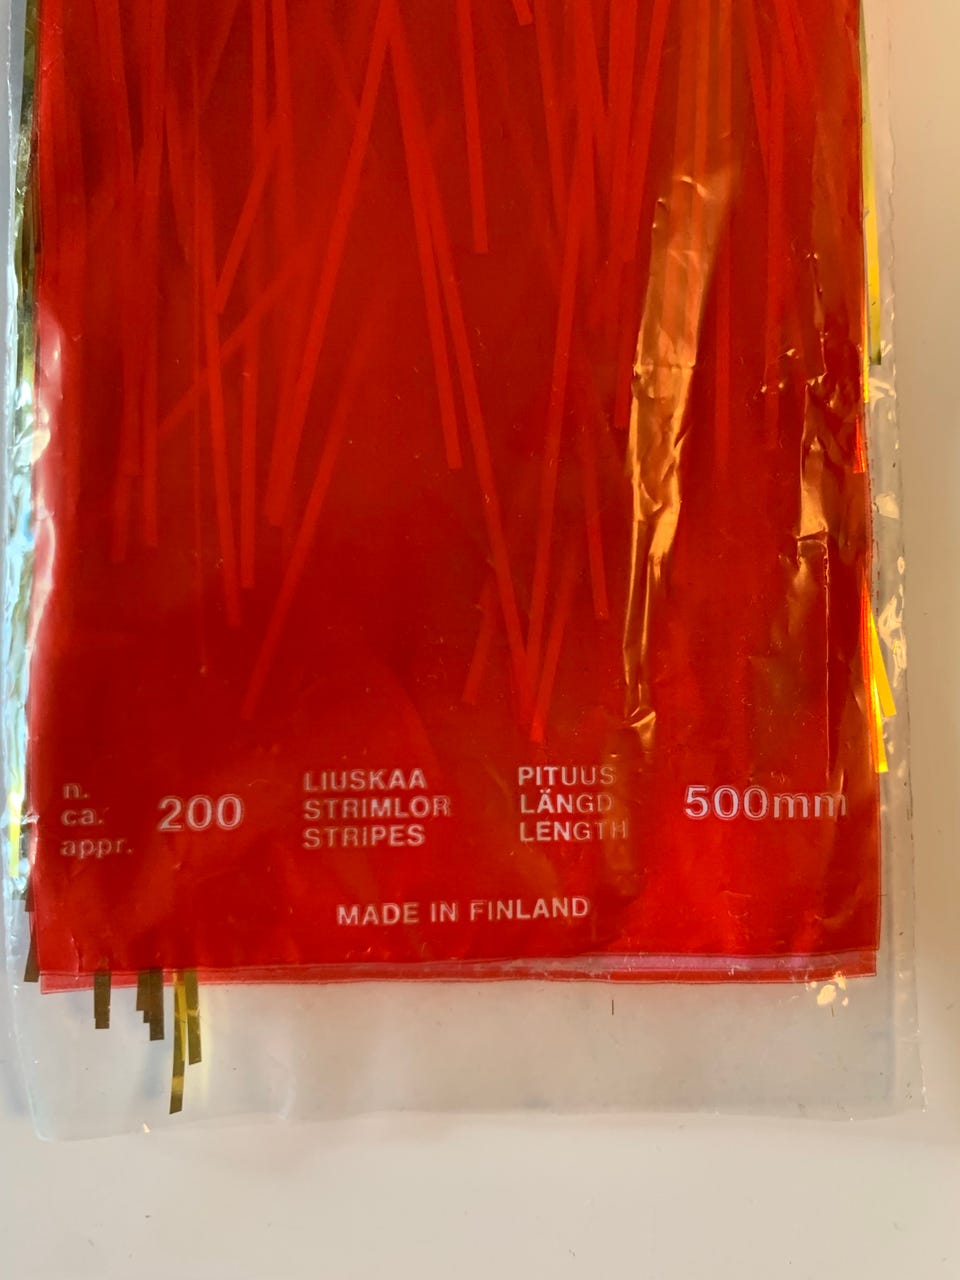 n.
ca.
appr.
200
LIUSKAA
STRIMLOR
STRIPES
PITUUS
LÄNGD
LENGTH
500mm
MADE IN FINLAND